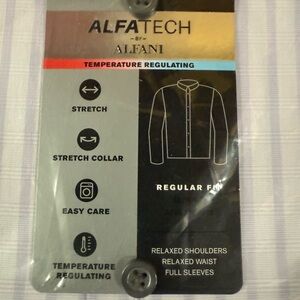 ALFATECH
BY
ALFANI
TEMPERATURE REGULATING
STRETCH
STRETCH COLLAR
EASY CARE
TEMPERATURE
REGULATING
REGULAR FIT
RELAXED SHOULDERS
RELAXED WAIST
FULL SLEEVES